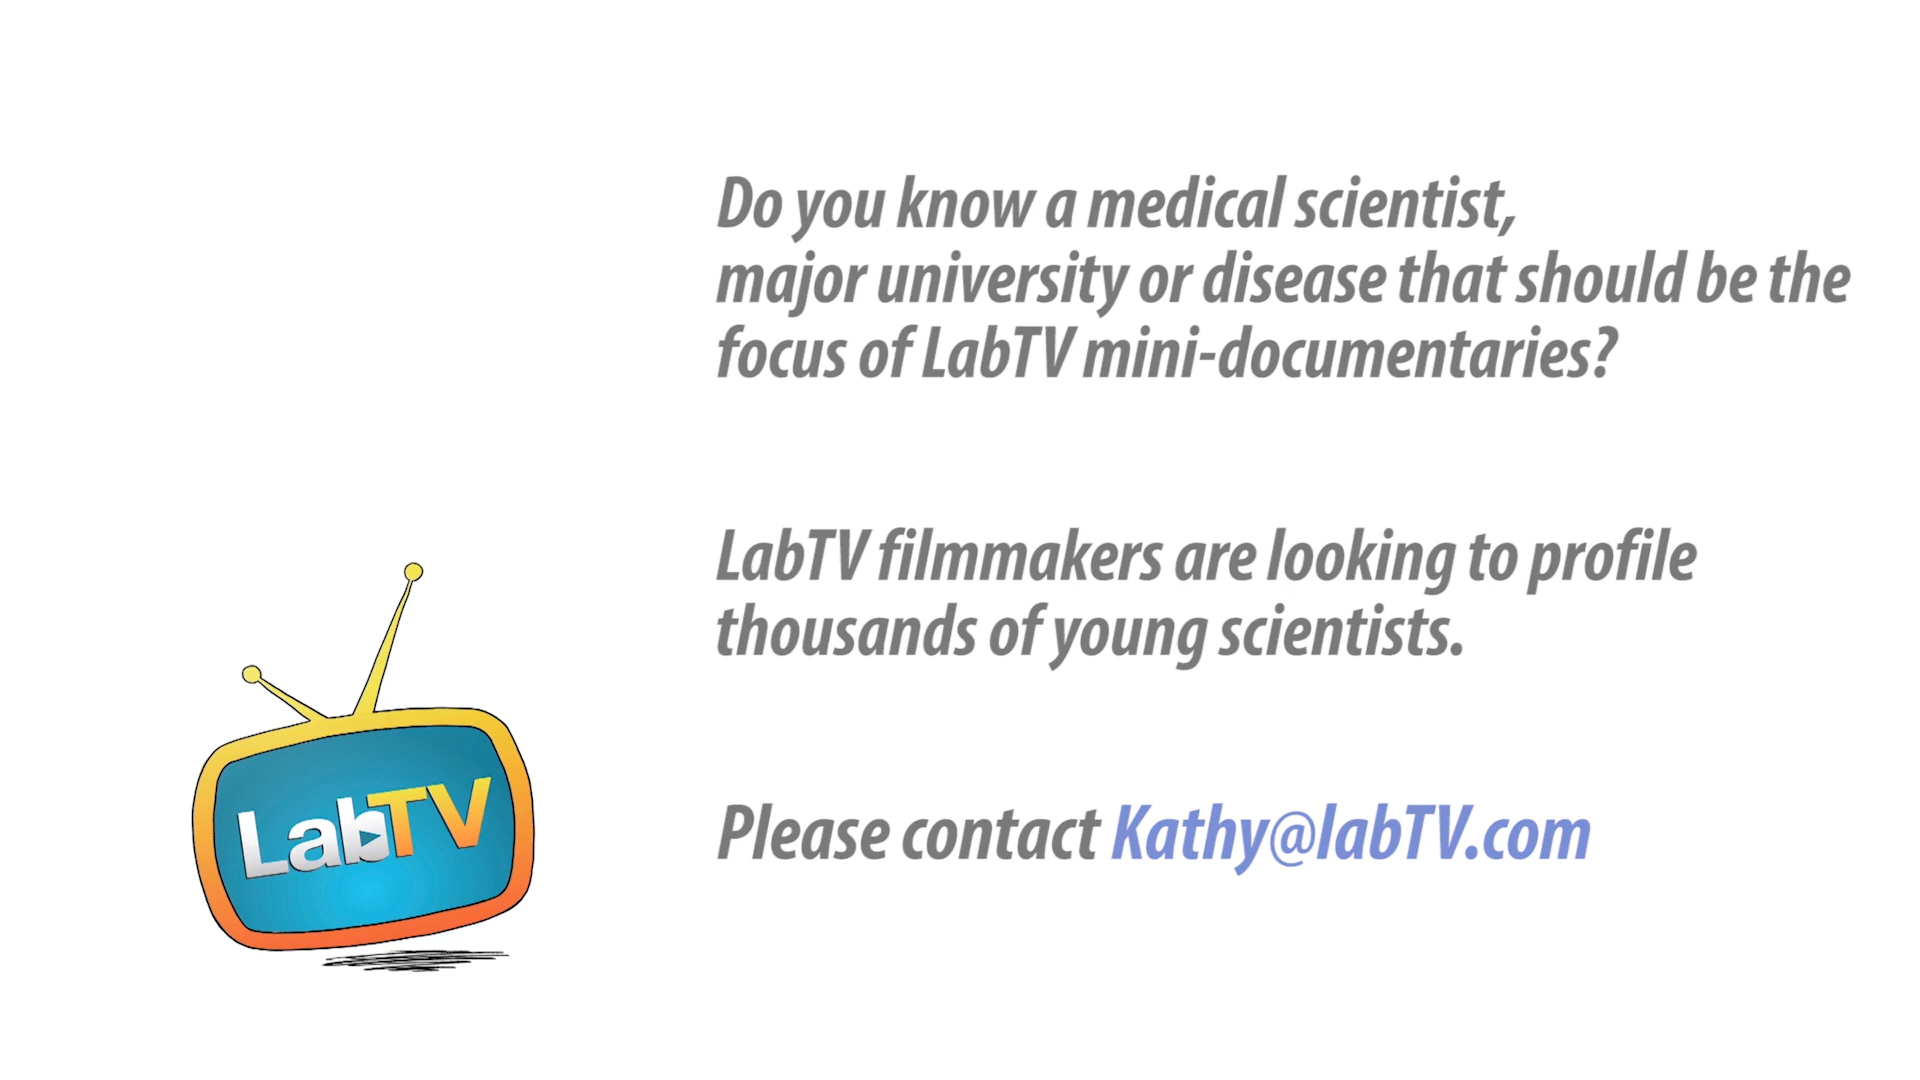 Do you know a medical scientist,
major university or disease that should be the
focus of LabTV mini-documentaries?
LabTV filmmakers are looking to profile
thousands of young scientists.
LabTV
Please contact Kathy@labTV.com